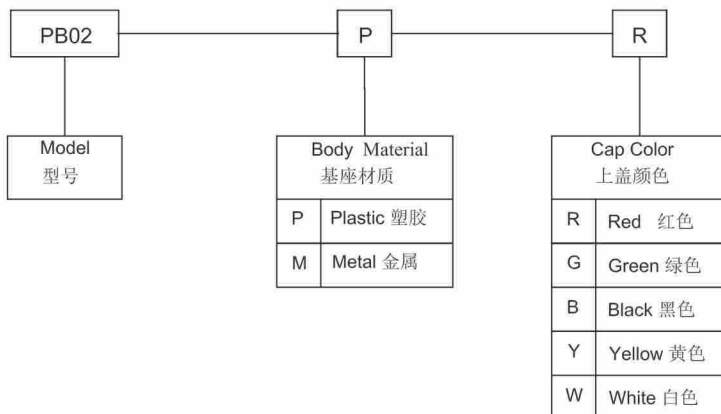 PB02
P
R
Model
型号
Body Material
基座材质
P Plastic 塑胶
M Metal 金属
Cap Color
上盖颜色
R Red 红色
G Green 绿色
B Black 黑色
Y Yellow 黄色
W White 白色